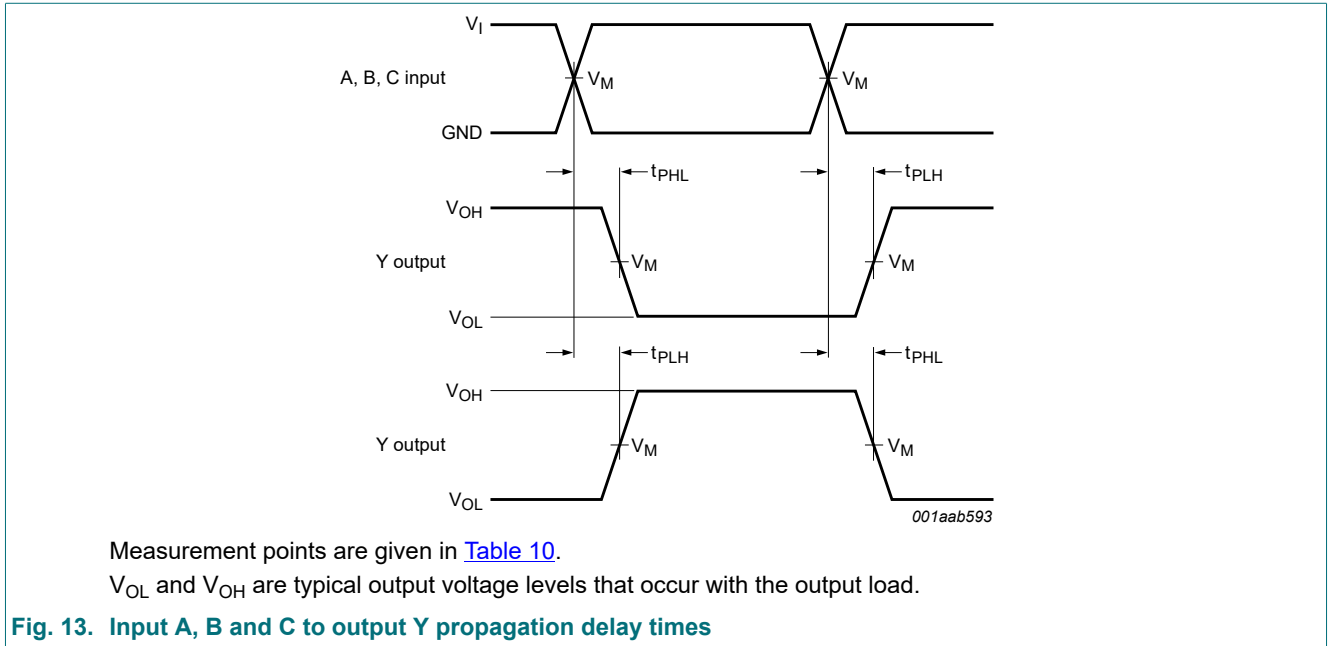 V_I
A, B, C input
V_M V_M
GND
t_PHL t_PLH
V_OH
Y output
V_M V_M
V_OL
t_PLH t_PHL
V_OH
Y output
V_M V_M
V_OL
001aab593
Measurement points are given in Table 10.
V_OL and V_OH are typical output voltage levels that occur with the output load.
Fig. 13. Input A, B and C to output Y propagation delay times